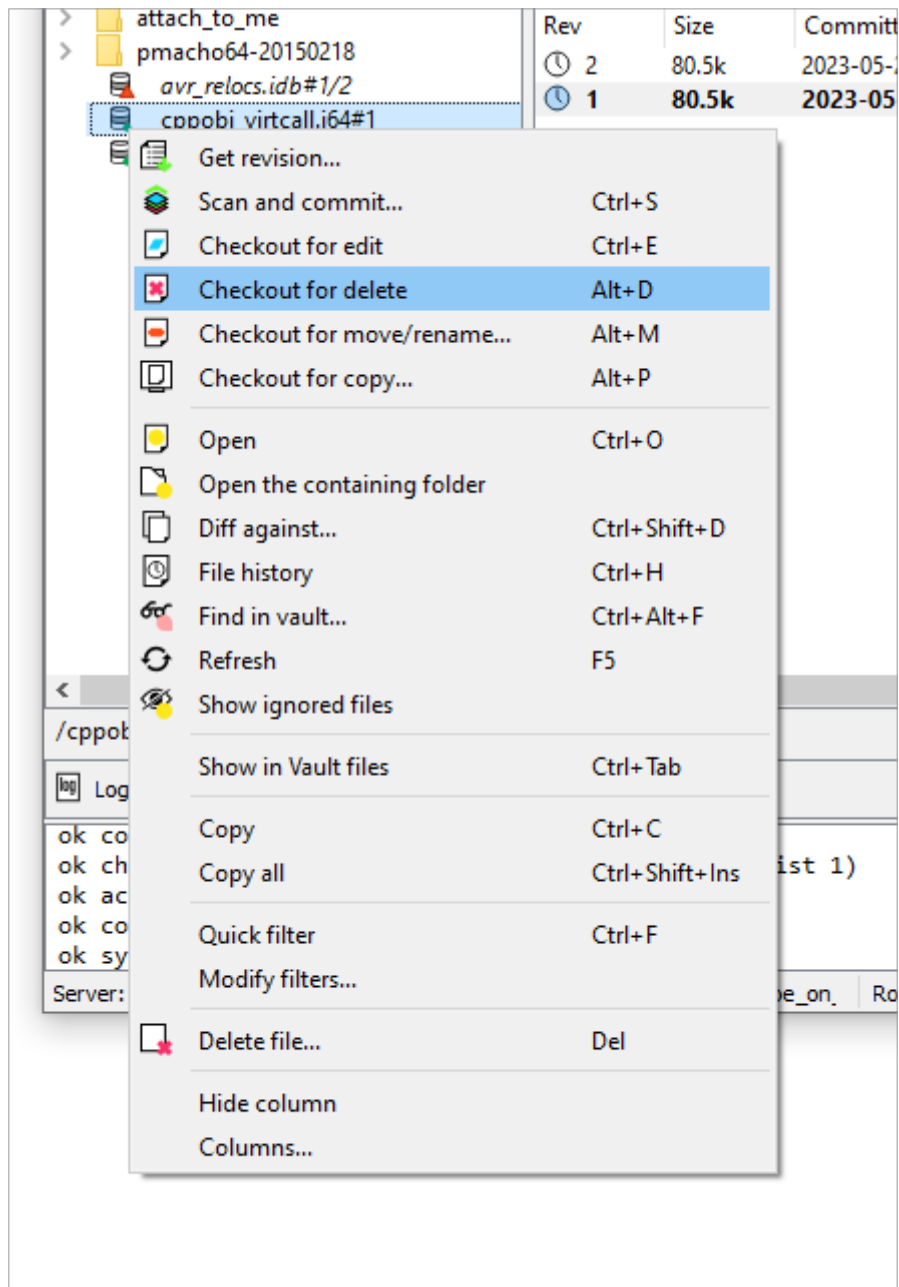 attach_to_me
pmacho64-20150218
avr_relocs.idb#1/2
cppobj_virtcall.i64#1
Rev Size Committ
2 80.5k 2023-05-2
1 80.5k 2023-05
Get revision...
Scan and commit... Ctrl+S
Checkout for edit Ctrl+E
Checkout for delete Alt+D
Checkout for move/rename... Alt+M
Checkout for copy... Alt+P
Open Ctrl+O
Open the containing folder
Diff against... Ctrl+Shift+D
File history Ctrl+H
Find in vault... Ctrl+Alt+F
Refresh F5
Show ignored files
Show in Vault files Ctrl+Tab
Copy Ctrl+C
Copy all Ctrl+Shift+Ins
Quick filter Ctrl+F
Modify filters...
Delete file... Del
Hide column
Columns...
/cppob
log Log
ok co
ok ch ist 1)
ok ac
ok co
ok sy
Server: pe_on_ Ro